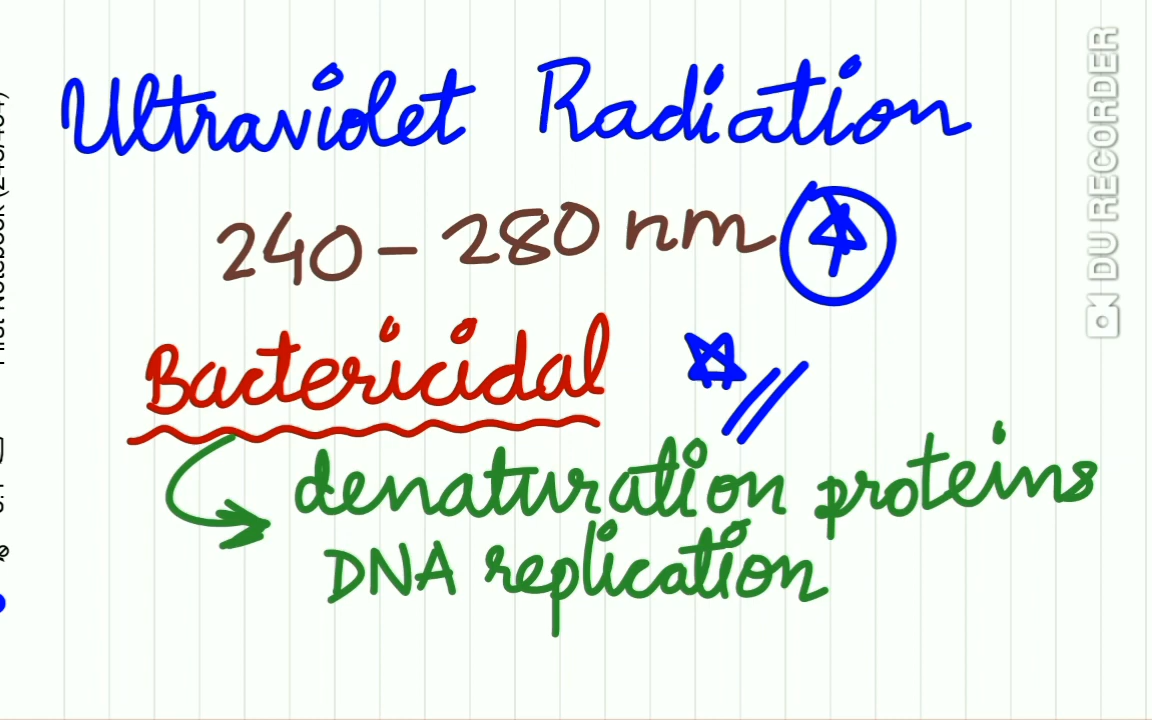 Ultraviolet Radiation
240 - 280 nm
Bactericidal
denaturation proteins
DNA replication
DU RECORDER